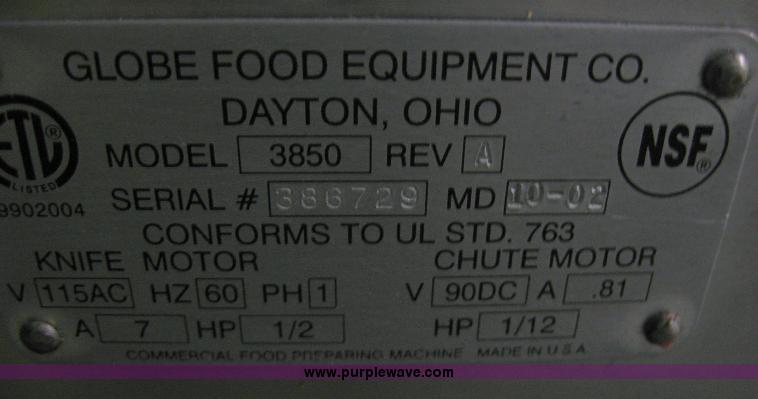 GLOBE FOOD EQUIPMENT CO.
DAYTON, OHIO
ETL ®
LISTED
9902004
MODEL 3850 REV A
NSF ®
SERIAL # 386729 MD 10-02
CONFORMS TO UL STD. 763
KNIFE MOTOR CHUTE MOTOR
V 115AC HZ 60 PH 1 V 90DC A .81
A 7 HP 1/2 HP 1/12
COMMERCIAL FOOD PREPARING MACHINE MADE IN U.S.A.
www.purplewave.com